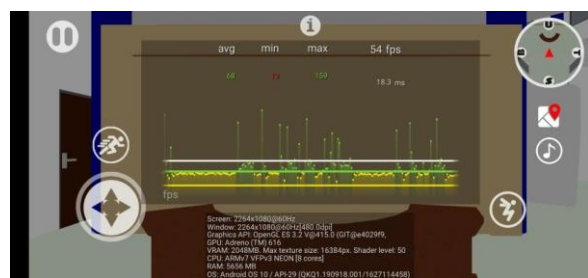 avg min max 54 fps
68 159 18.3 ms
fps
Screen: 2264x1080@60Hz
Window: 2264x1080@60Hz[480.0dpi]
Graphics API: OpenGL ES 3.2 V@415.0 (GIT@e4029f9,
GPU: Adreno (TM) 616
VRAM: 2048MB. Max texture size: 16384px. Shader level: 50
CPU: ARMv7 VFPv3 NEON [8 cores]
RAM: 5656 MB
OS: Android OS 10 / API-29 (QKQ1.190918.001/1627114458)